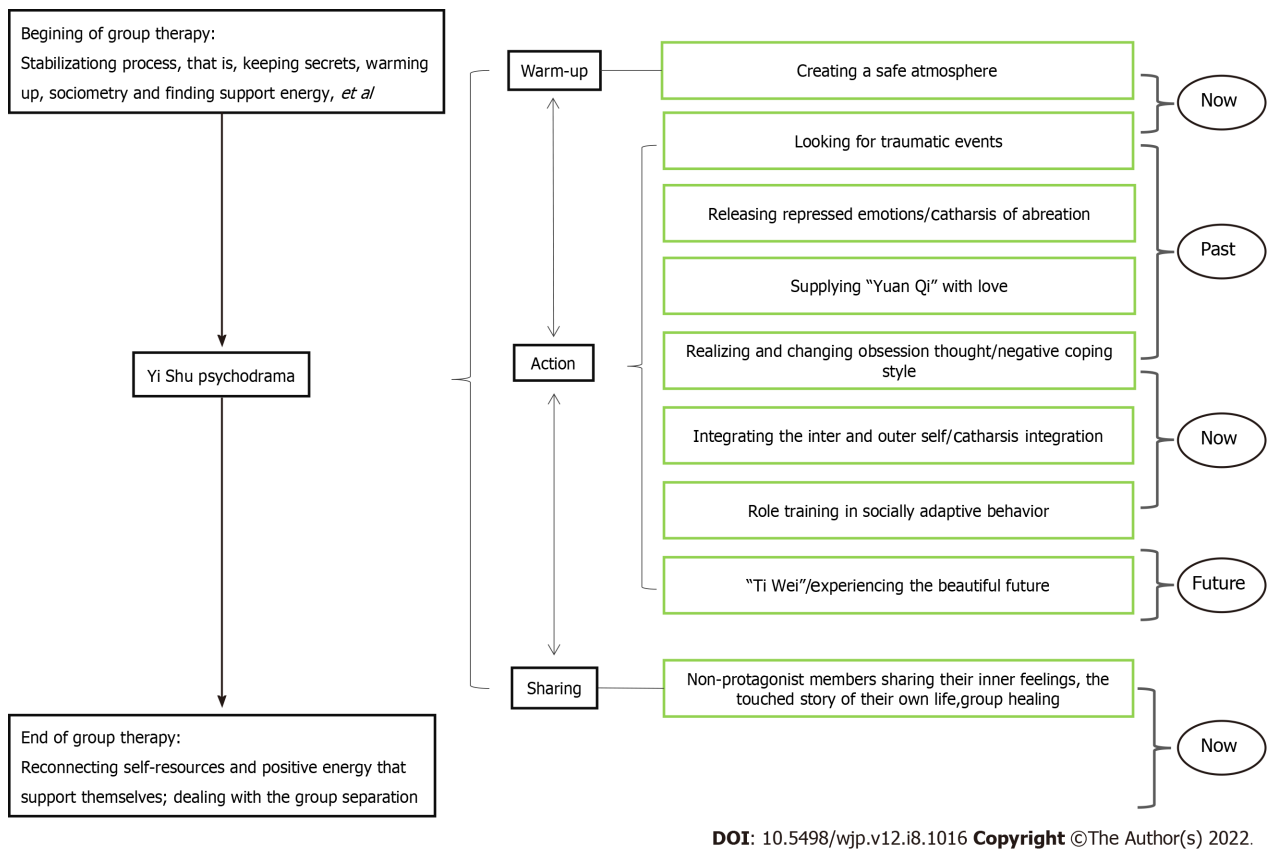 Begining of group therapy:
Stabilizationg process, that is, keeping secrets, warming
up, sociometry and finding support energy, et al
Yi Shu psychodrama
End of group therapy:
Reconnecting self-resources and positive energy that
support themselves; dealing with the group separation
Warm-up
Action
Sharing
Creating a safe atmosphere
Looking for traumatic events
Releasing repressed emotions/catharsis of abreation
Supplying “Yuan Qi” with love
Realizing and changing obsession thought/negative coping
style
Integrating the inter and outer self/catharsis integration
Role training in socially adaptive behavior
“Ti Wei”/experiencing the beautiful future
Non-protagonist members sharing their inner feelings, the
touched story of their own life,group healing
Now
Past
Now
Future
Now
DOI: 10.5498/wjp.v12.i8.1016 Copyright ©The Author(s) 2022.